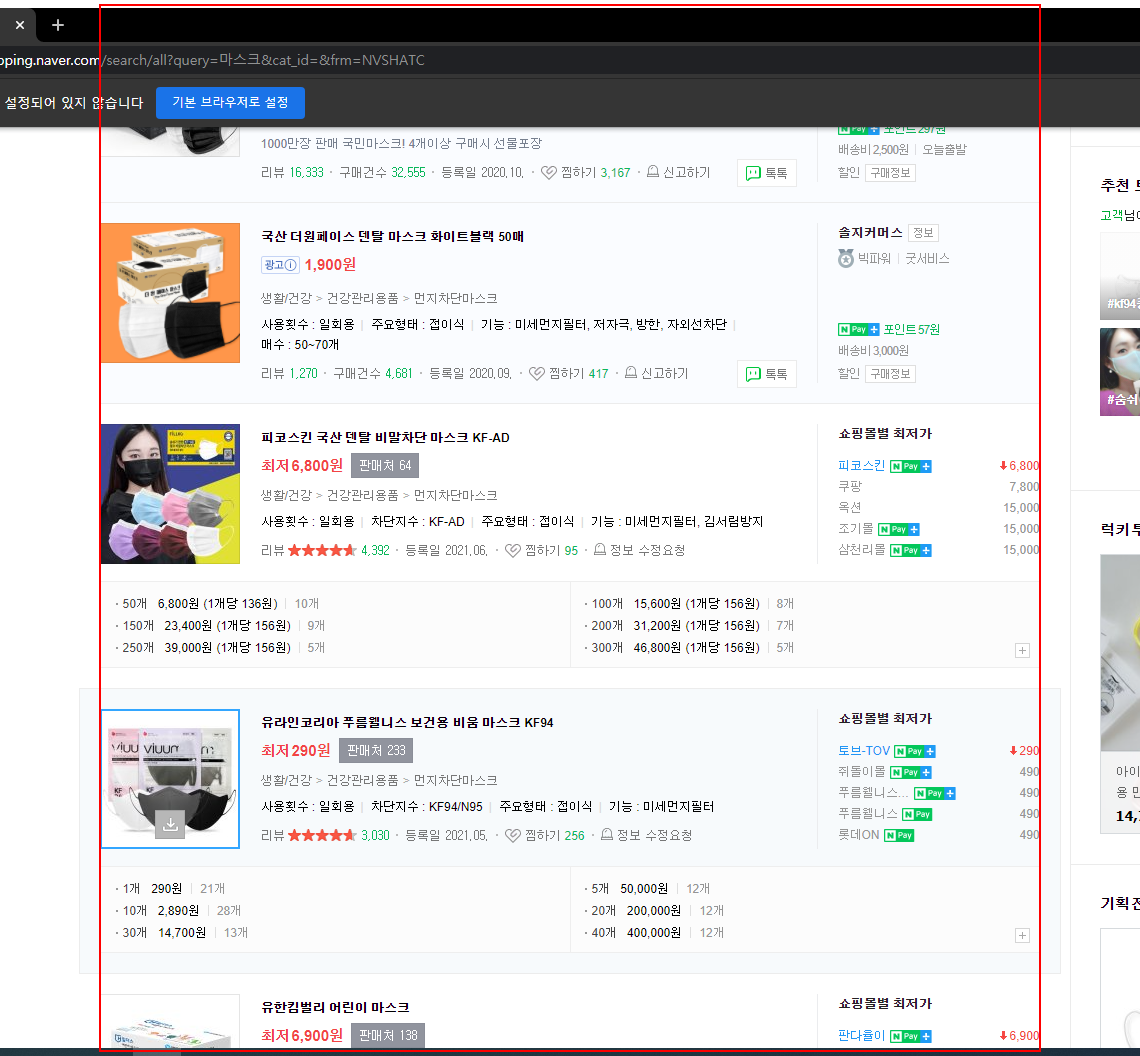 × +
pping.naver.com/search/all?query=마스크&cat_id=&frm=NVSHATC
설정되어 있지 않습니다 기본 브라우저로 설정
1000만장 판매 국민마스크! 4개이상 구매시 선물포장
리뷰 16,333 · 구매건수 32,555 · 등록일 2020.10. · 찜하기 3,167 · 신고하기 톡톡
N Pay + 포인트 297원
배송비 2,500원 | 오늘출발
할인 구매정보
국산 더원페이스 덴탈 마스크 화이트블랙 50매
광고 1,900원
생활/건강 > 건강관리용품 > 먼지차단마스크
사용횟수 : 일회용 | 주요형태 : 접이식 | 기능 : 미세먼지필터, 저자극, 방한, 자외선차단 |
매수 : 50~70개
리뷰 1,270 · 구매건수 4,681 · 등록일 2020.09. · 찜하기 417 · 신고하기 톡톡
솔지커머스 정보
빅파워 | 굿서비스
N Pay + 포인트 57원
배송비 3,000원
할인 구매정보
피코스킨 국산 덴탈 비말차단 마스크 KF-AD
최저 6,800원 판매처 64
생활/건강 > 건강관리용품 > 먼지차단마스크
사용횟수 : 일회용 | 차단지수 : KF-AD | 주요형태 : 접이식 | 기능 : 미세먼지필터, 김서림방지
리뷰 ★★★★★ 4,392 · 등록일 2021.06. · 찜하기 95 · 정보 수정요청
쇼핑몰별 최저가
피코스킨 N Pay + 6,800
쿠팡 7,800
옥션 15,000
조기몰 N Pay + 15,000
삼천리몰 N Pay + 15,000
· 50개 6,800원 (1개당 136원) | 10개
· 150개 23,400원 (1개당 156원) | 9개
· 250개 39,000원 (1개당 156원) | 5개
· 100개 15,600원 (1개당 156원) | 8개
· 200개 31,200원 (1개당 156원) | 7개
· 300개 46,800원 (1개당 156원) | 5개
유라인코리아 푸름웰니스 보건용 비움 마스크 KF94
최저 290원 판매처 233
생활/건강 > 건강관리용품 > 먼지차단마스크
사용횟수 : 일회용 | 차단지수 : KF94/N95 | 주요형태 : 접이식 | 기능 : 미세먼지필터
리뷰 ★★★★★ 3,030 · 등록일 2021.05. · 찜하기 256 · 정보 수정요청
쇼핑몰별 최저가
토브-TOV N Pay + 290
쥐돌이몰 N Pay + 490
푸름웰니스... N Pay + 490
푸름웰니스 N Pay 490
롯데ON N Pay 490
· 1개 290원 | 21개
· 10개 2,890원 | 28개
· 30개 14,700원 | 13개
· 5개 50,000원 | 12개
· 20개 200,000원 | 12개
· 40개 400,000원 | 12개
유한킴벌리 어린이 마스크
최저 6,900원 판매처 138
쇼핑몰별 최저가
판다율이 N Pay + 6,900
추천
고객님
#kf94
#숨쉬
럭키투
아이
용 민
14,7
기획전